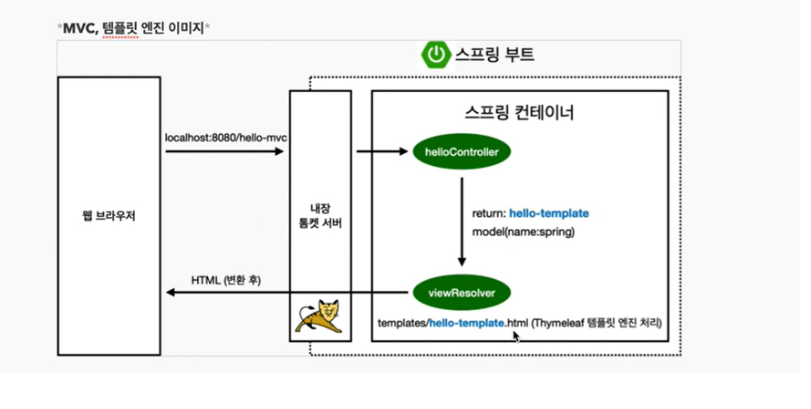 *MVC, 템플릿 엔진 이미지*
스프링 부트
스프링 컨테이너
localhost:8080/hello-mvc
helloController
웹 브라우저
내장
톰켓 서버
return: hello-template
model(name:spring)
HTML (변환 후)
viewResolver
templates/hello-template.html (Thymeleaf 템플릿 엔진 처리)